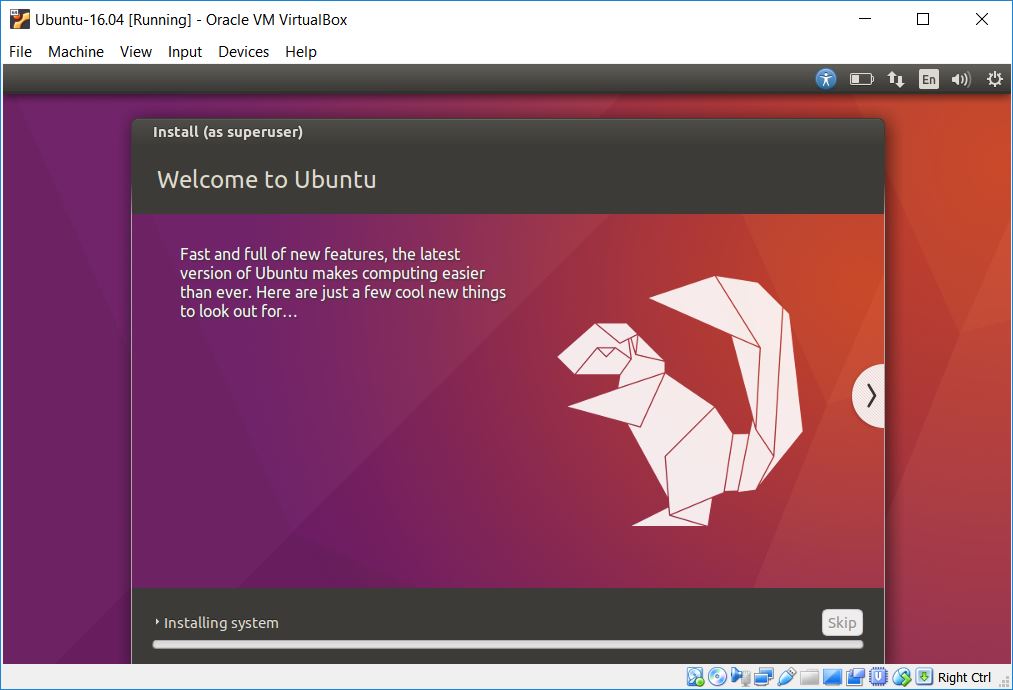 Ubuntu-16.04 [Running] - Oracle VM VirtualBox
File Machine View Input Devices Help
En
Install (as superuser)
Welcome to Ubuntu
Fast and full of new features, the latest
version of Ubuntu makes computing easier
than ever. Here are just a few cool new things
to look out for...
Installing system
Skip
Right Ctrl